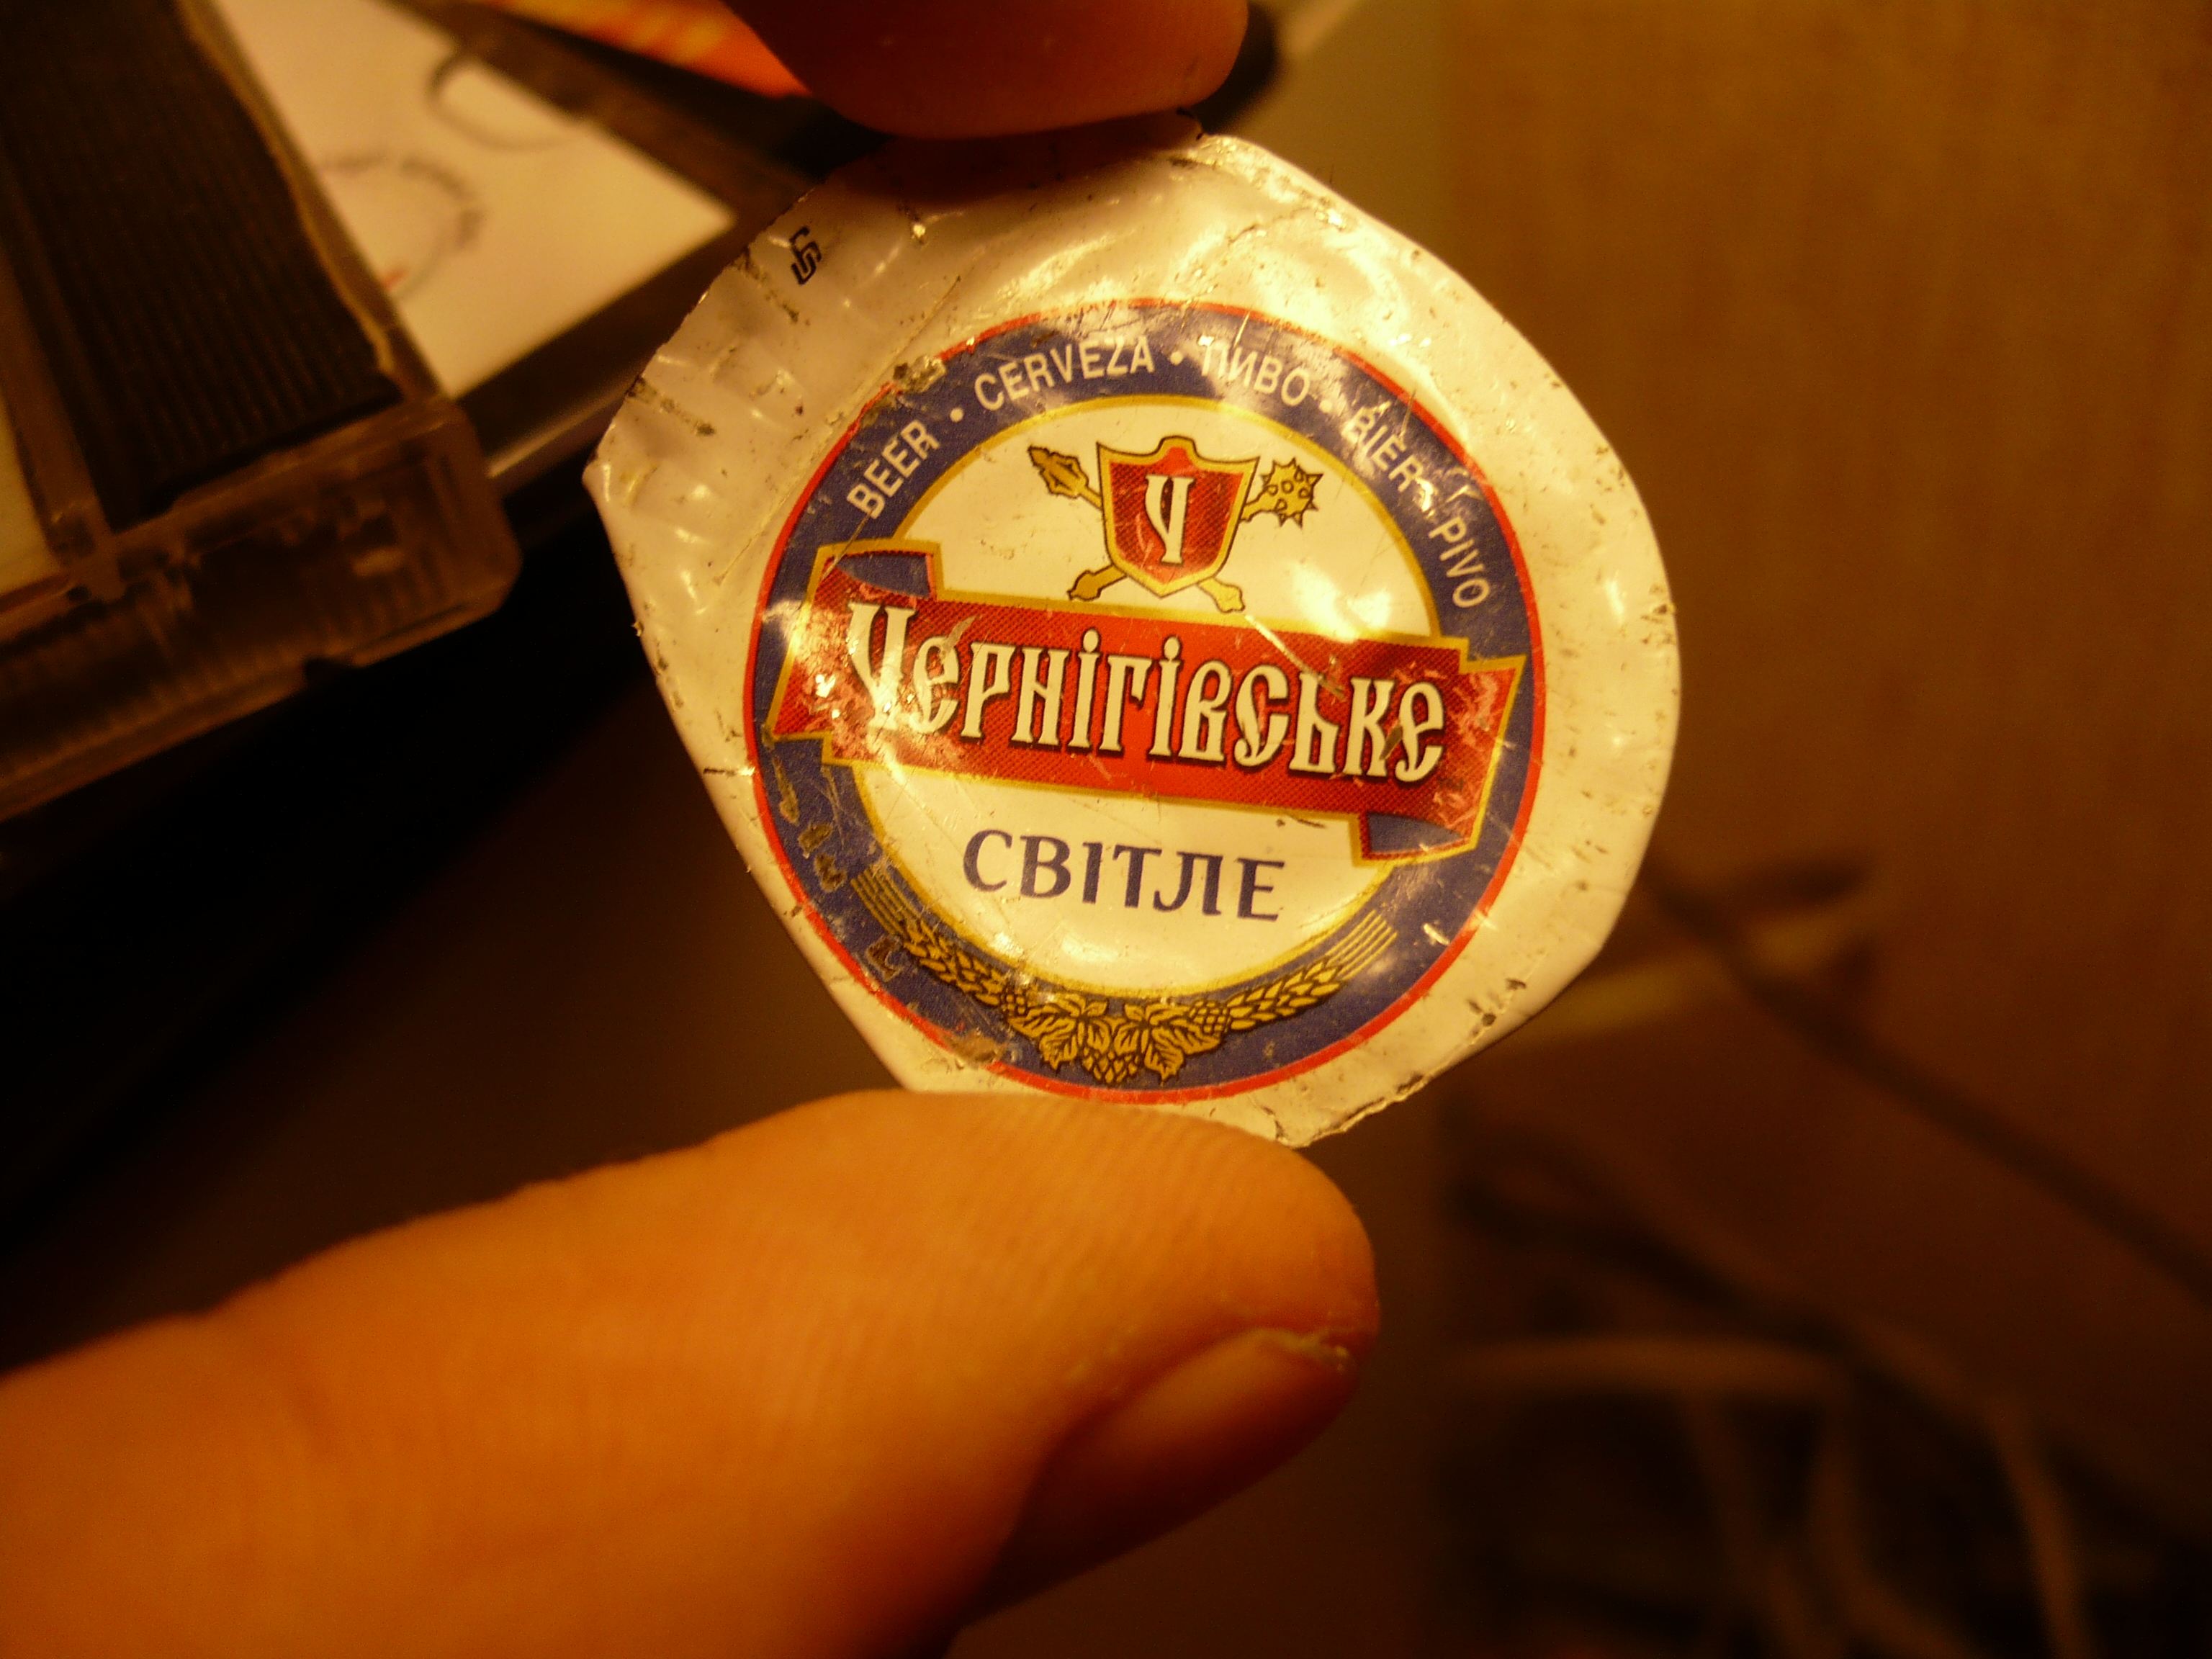 BEER • CERVEZA • ПИВО • BIER • PIVO
Ч
Чернігівське
СВІТЛЕ